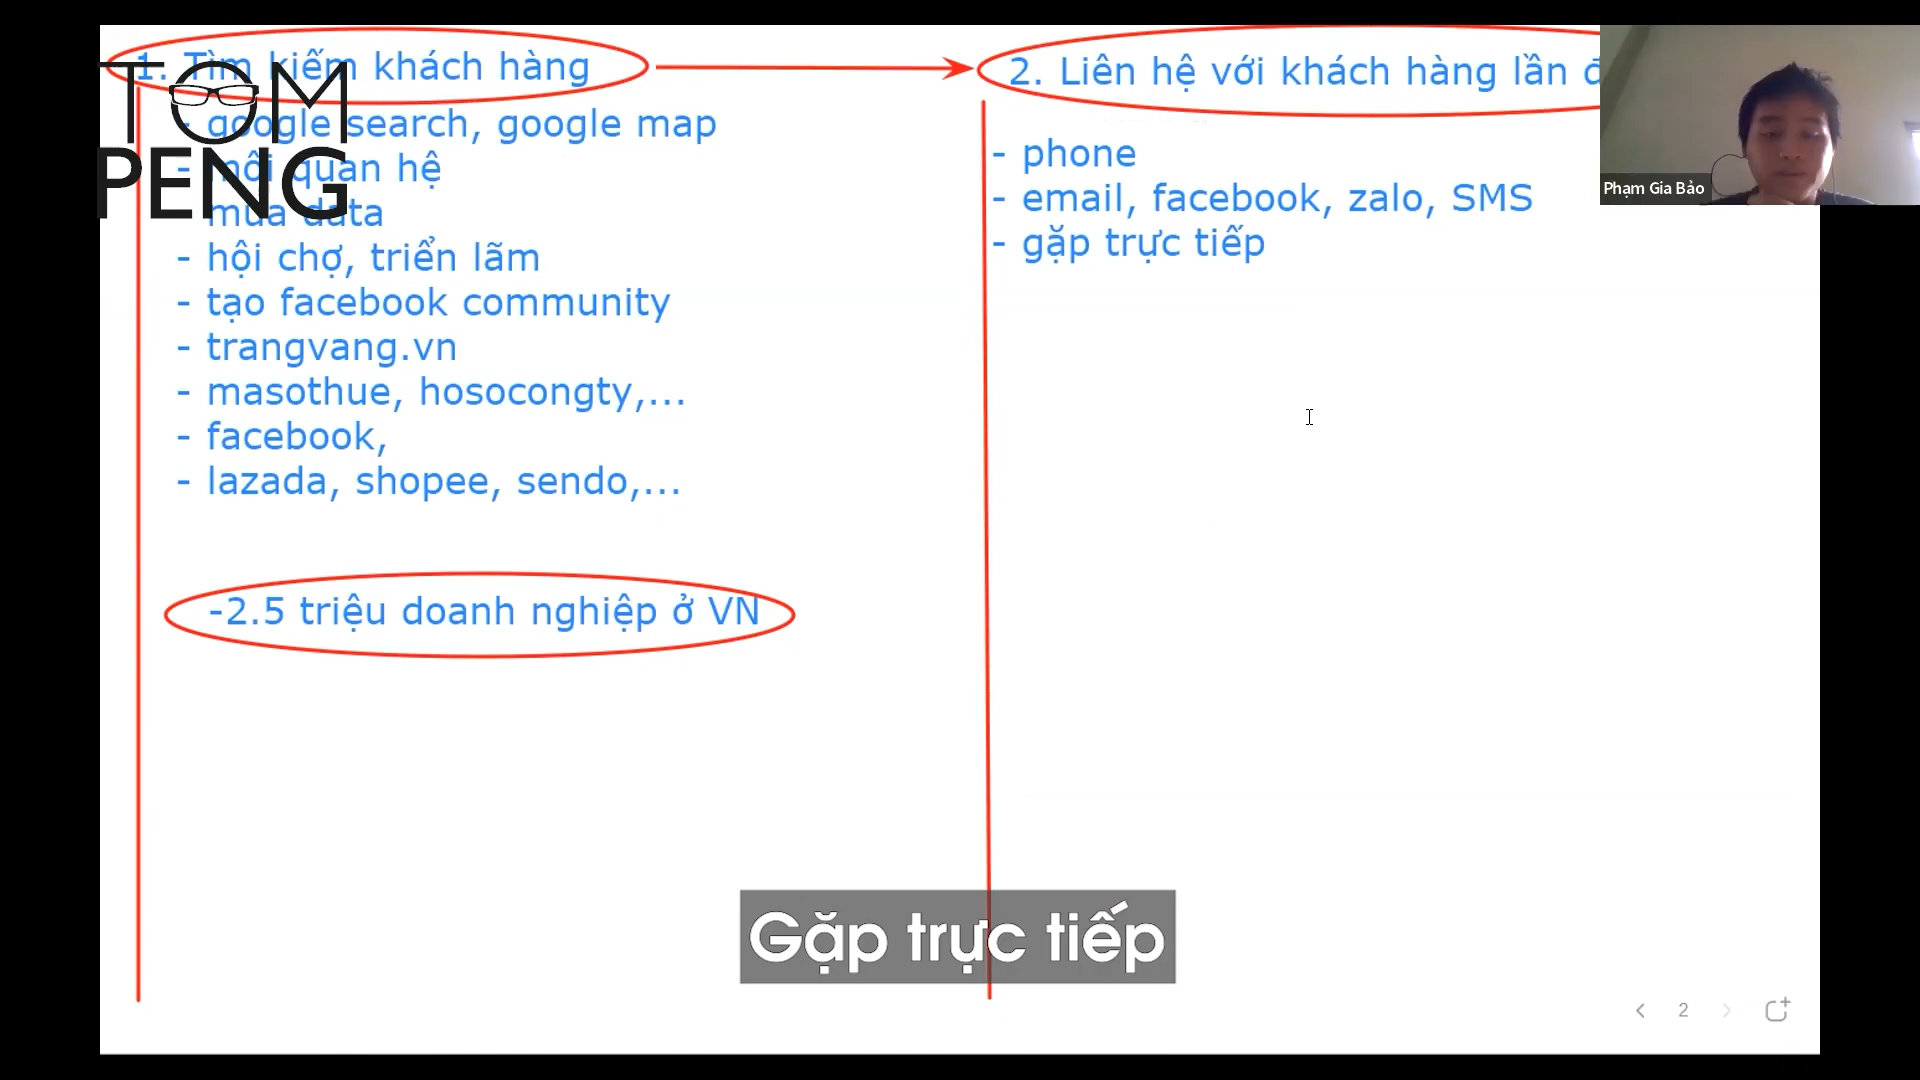 1. Tìm kiếm khách hàng
- google search, google map
- mối quan hệ
- mua data
- hội chợ, triển lãm
- tạo facebook community
- trangvang.vn
- masothue, hosocongty,...
- facebook,
- lazada, shopee, sendo,...
-2.5 triệu doanh nghiệp ở VN
TOM
PENG
2. Liên hệ với khách hàng lần
- phone
- email, facebook, zalo, SMS
- gặp trực tiếp
Phạm Gia Bảo
Gặp trực tiếp
2